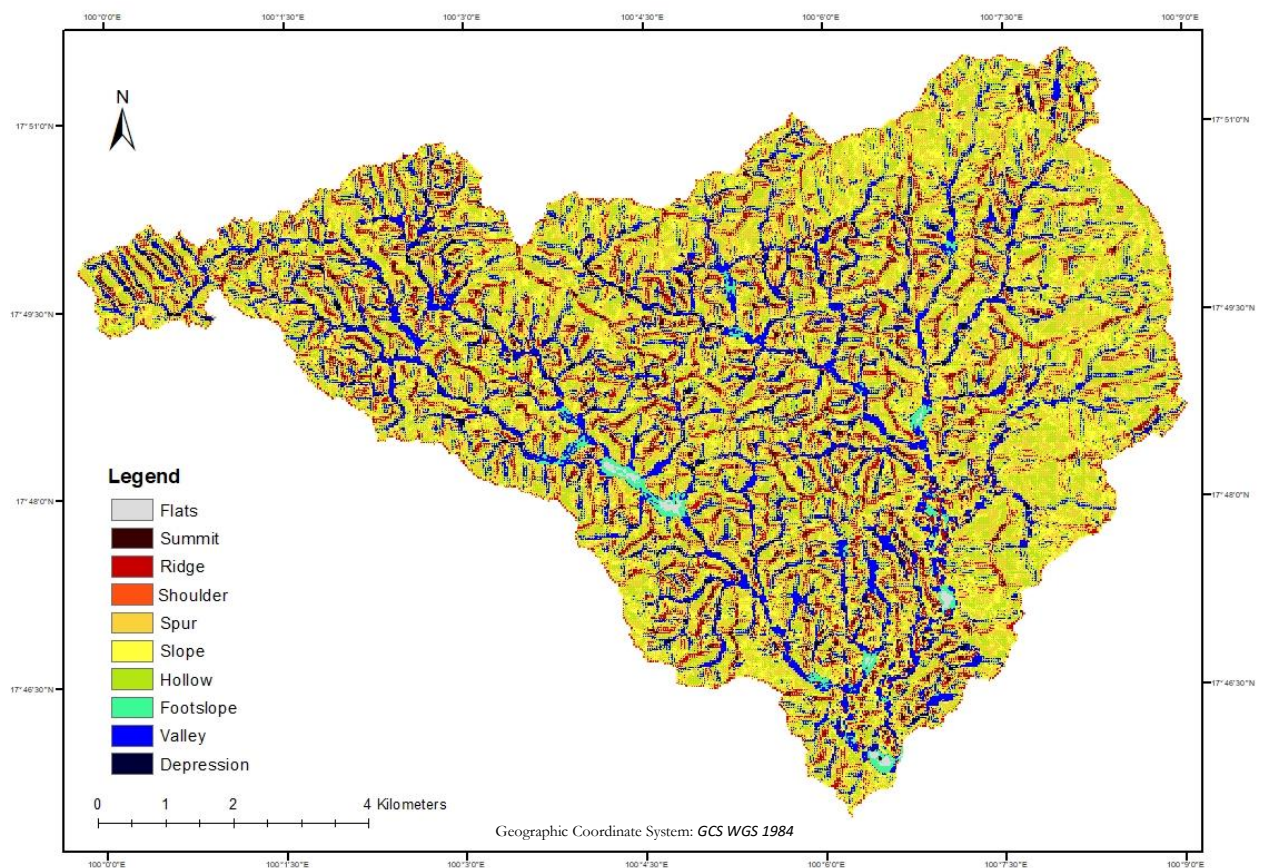 100°0'0"E 100°1'30"E 100°3'0"E 100°4'30"E 100°6'0"E 100°7'30"E 100°9'0"E
N
17°51'0"N 17°51'0"N
17°49'30"N 17°49'30"N
Legend
17°48'0"N 17°48'0"N
Flats
Summit
Ridge
Shoulder
Spur
Slope
Hollow
17°46'30"N 17°46'30"N
Footslope
Valley
Depression
0 1 2 4 Kilometers
Geographic Coordinate System: GCS WGS 1984
100°0'0"E 100°1'30"E 100°3'0"E 100°4'30"E 100°6'0"E 100°7'30"E 100°9'0"E